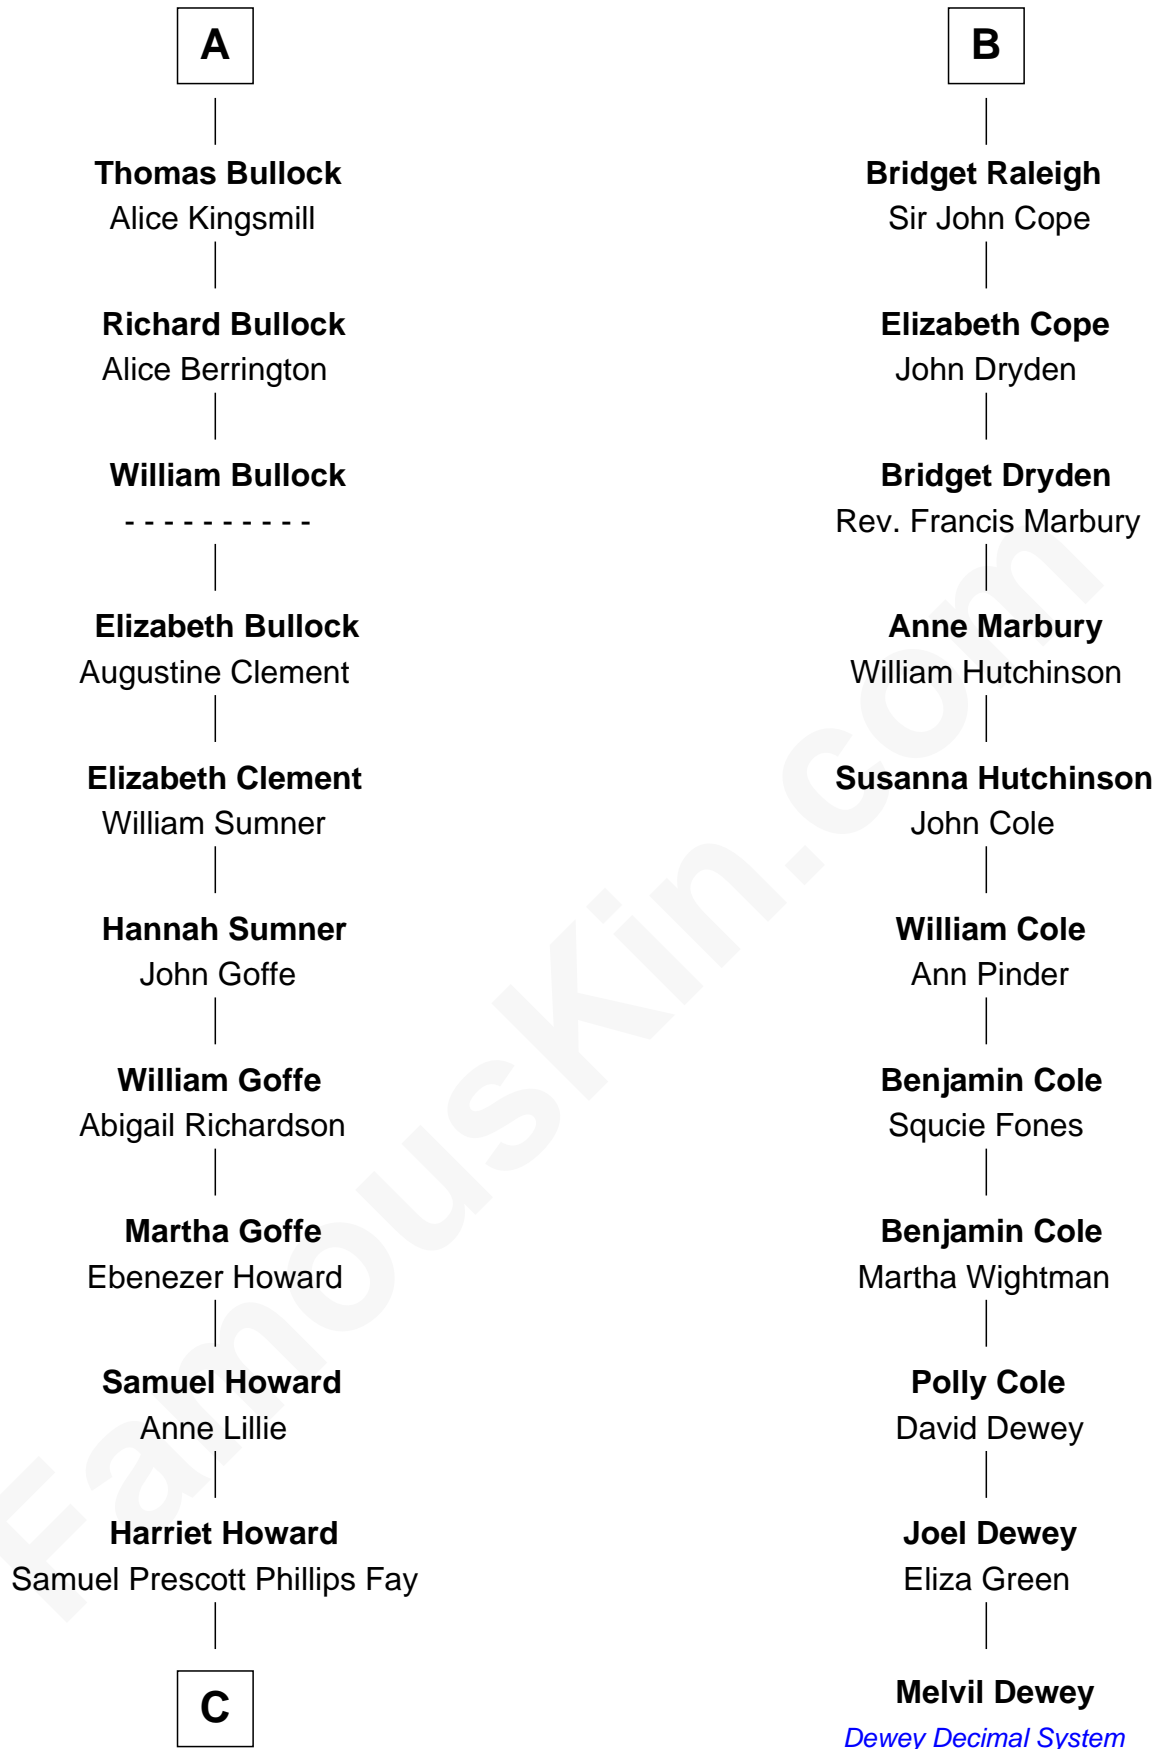 A
Thomas Bullock
Alice Kingsmill
Richard Bullock
Alice Berrington
William Bullock
- - - - - - - - - -
Elizabeth Bullock
Augustine Clement
Elizabeth Clement
William Sumner
Hannah Sumner
John Goffe
William Goffe
Abigail Richardson
Martha Goffe
Ebenezer Howard
Samuel Howard
Anne Lillie
Harriet Howard
Samuel Prescott Phillips Fay
C
B
Bridget Raleigh
Sir John Cope
Elizabeth Cope
John Dryden
Bridget Dryden
Rev. Francis Marbury
Anne Marbury
William Hutchinson
Susanna Hutchinson
John Cole
William Cole
Ann Pinder
Benjamin Cole
Squcie Fones
Benjamin Cole
Martha Wightman
Polly Cole
David Dewey
Joel Dewey
Eliza Green
Melvil Dewey
Dewey Decimal System
FamousKin.com